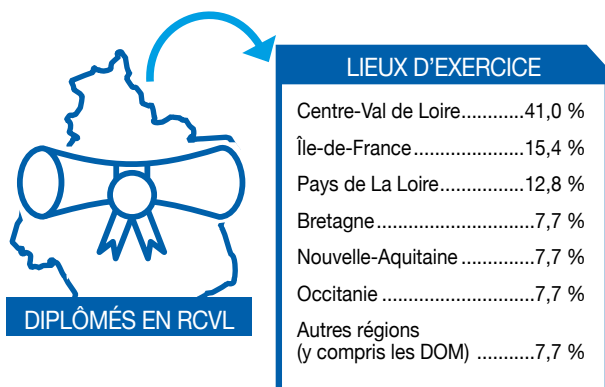 LIEUX D'EXERCICE
Centre-Val de Loire............41,0 %
Île-de-France...................15,4 %
Pays de La Loire..............12,8 %
Bretagne...........................7,7 %
Nouvelle-Aquitaine.............7,7 %
Occitanie ..........................7,7 %
Autres régions
(y compris les DOM) ...........7,7 %
DIPLÔMÉS EN RCVL